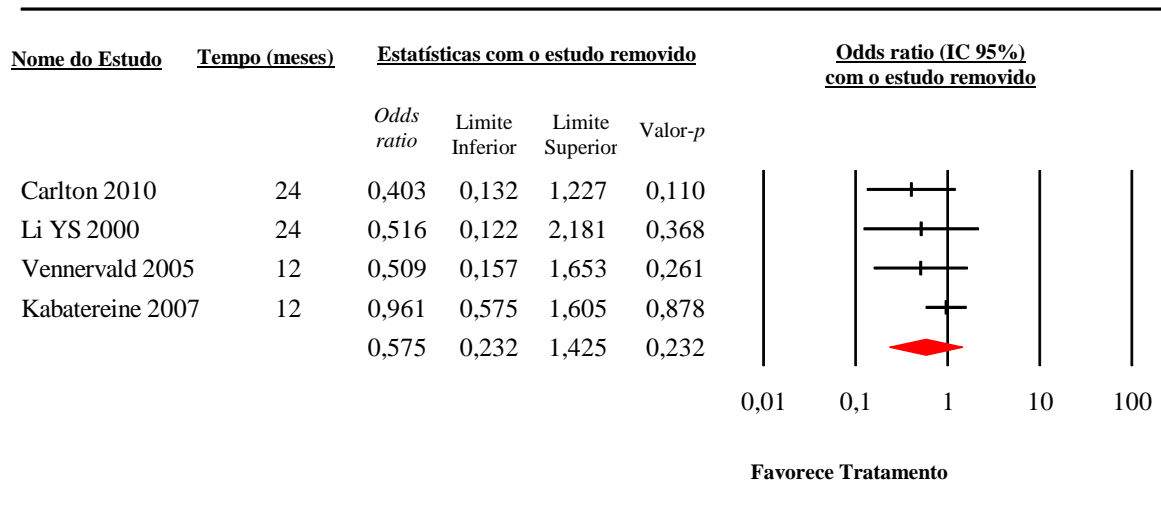 Nome do Estudo Tempo (meses) Estatísticas com o estudo removido Odds ratio (IC 95%)
com o estudo removido
Odds Limite Limite Valor-p
ratio Inferior Superior
Carlton 2010 24 0,403 0,132 1,227 0,110
Li YS 2000 24 0,516 0,122 2,181 0,368
Vennervald 2005 12 0,509 0,157 1,653 0,261
Kabatereine 2007 12 0,961 0,575 1,605 0,878
0,575 0,232 1,425 0,232
0,01 0,1 1 10 100
Favorece Tratamento